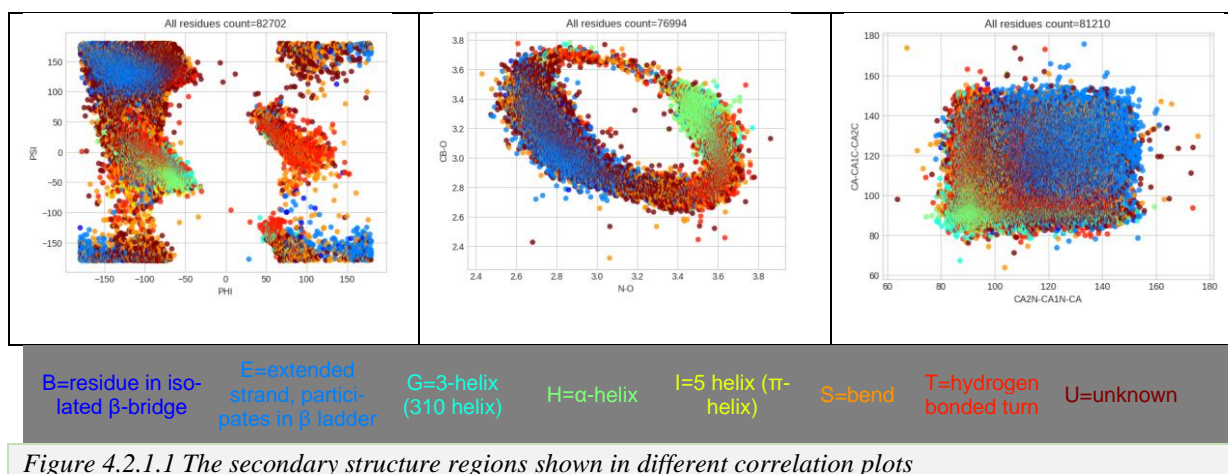 All residues count=82702
150
100
50
0
−50
−100
−150
PSI
−150 −100 −50 0 50 100 150
PHI
All residues count=76994
3.8
3.6
3.4
3.2
3.0
2.8
2.6
2.4
CB-O
2.4 2.6 2.8 3.0 3.2 3.4 3.6 3.8
N-O
All residues count=81210
180
160
140
120
100
80
60
CA-CA1C-CA2C
60 80 100 120 140 160 180
CA2N-CA1N-CA
B=residue in iso-
lated β-bridge
E=extended
strand, partici-
pates in β ladder
G=3-helix
(310 helix)
H=α-helix
I=5 helix (π-
helix)
S=bend
T=hydrogen
bonded turn
U=unknown
Figure 4.2.1.1 The secondary structure regions shown in different correlation plots